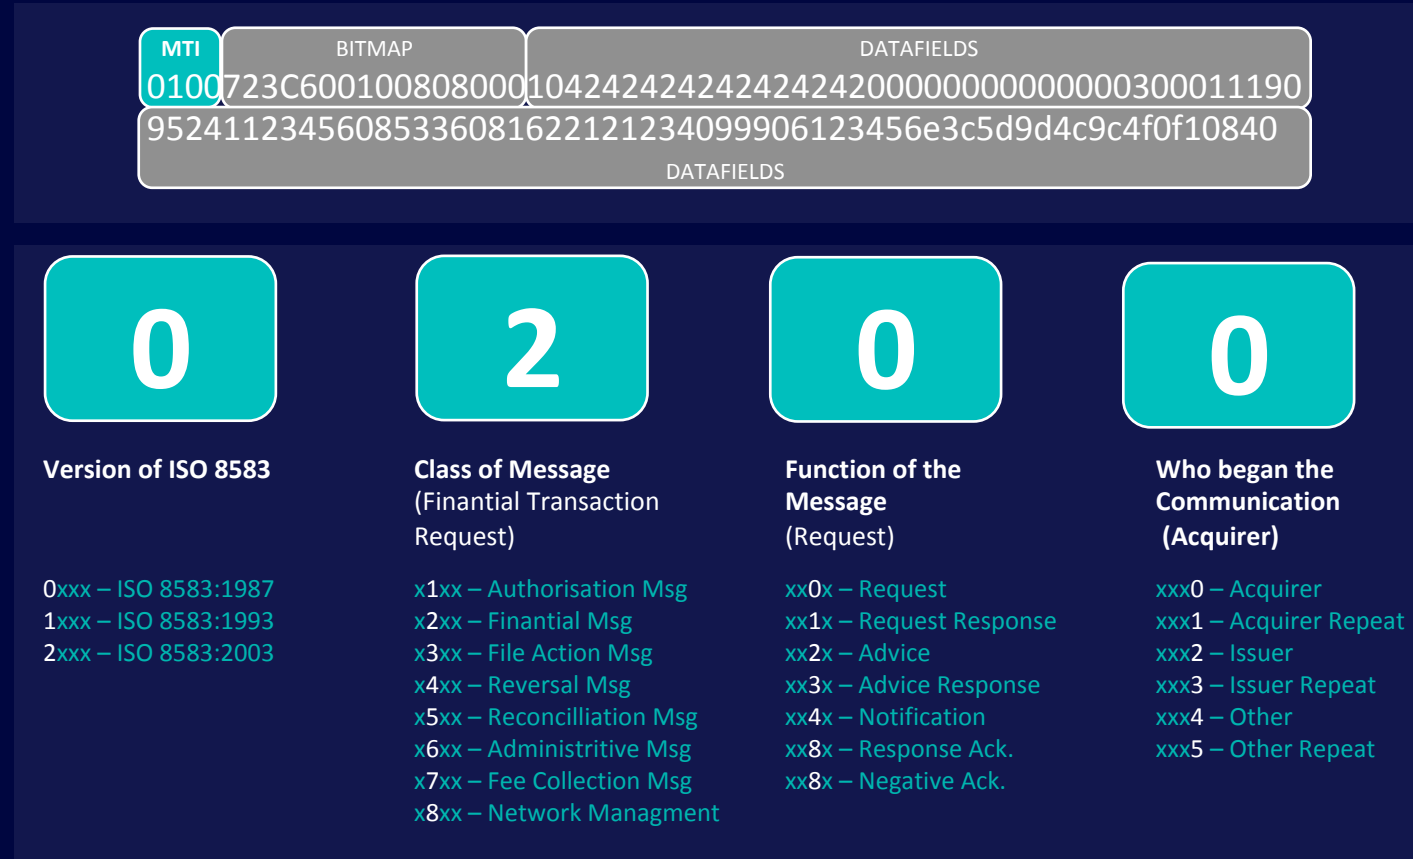 MTI BITMAP DATAFIELDS
0100723C600100808000104242424242424242000000000000000300011190
95241123456085336081622121234099906123456e3c5d9d4c9c4f0f10840
DATAFIELDS
0 2 0 0
Version of ISO 8583
0xxx – ISO 8583:1987
1xxx – ISO 8583:1993
2xxx – ISO 8583:2003
Class of Message
(Finantial Transaction
Request)
x1xx – Authorisation Msg
x2xx – Finantial Msg
x3xx – File Action Msg
x4xx – Reversal Msg
x5xx – Reconcilliation Msg
x6xx – Administritive Msg
x7xx – Fee Collection Msg
x8xx – Network Managment
Function of the
Message
(Request)
xx0x – Request
xx1x – Request Response
xx2x – Advice
xx3x – Advice Response
xx4x – Notification
xx8x – Response Ack.
xx8x – Negative Ack.
Who began the
Communication
(Acquirer)
xxx0 – Acquirer
xxx1 – Acquirer Repeat
xxx2 – Issuer
xxx3 – Issuer Repeat
xxx4 – Other
xxx5 – Other Repeat